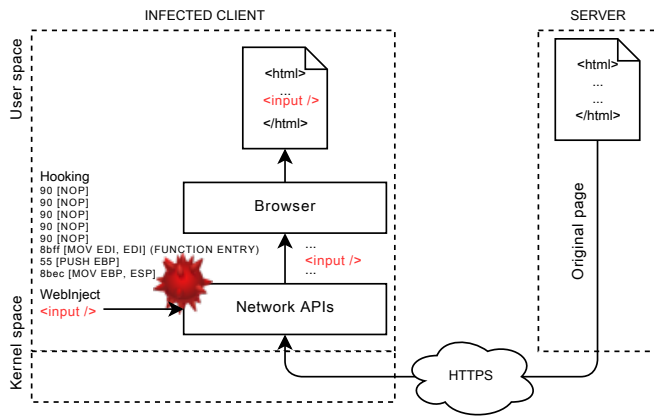 INFECTED CLIENT
SERVER
User space
<html>
...
<input />
</html>
<html>
...
...
</html>
Hooking
90 [NOP]
90 [NOP]
90 [NOP]
90 [NOP]
90 [NOP]
8bff [MOV EDI, EDI] (FUNCTION ENTRY)
55 [PUSH EBP]
8bec [MOV EBP, ESP]
Browser
...
<input />
...
Original page
WebInject
<input />
Network APIs
Kernel space
HTTPS